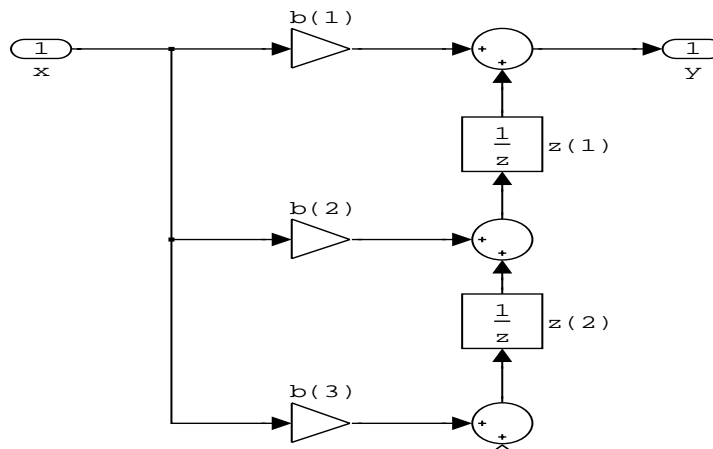 b(1)
1
x
+
+
1
y
1
z
z(1)
b(2)
+
+
1
z
z(2)
b(3)
+
+